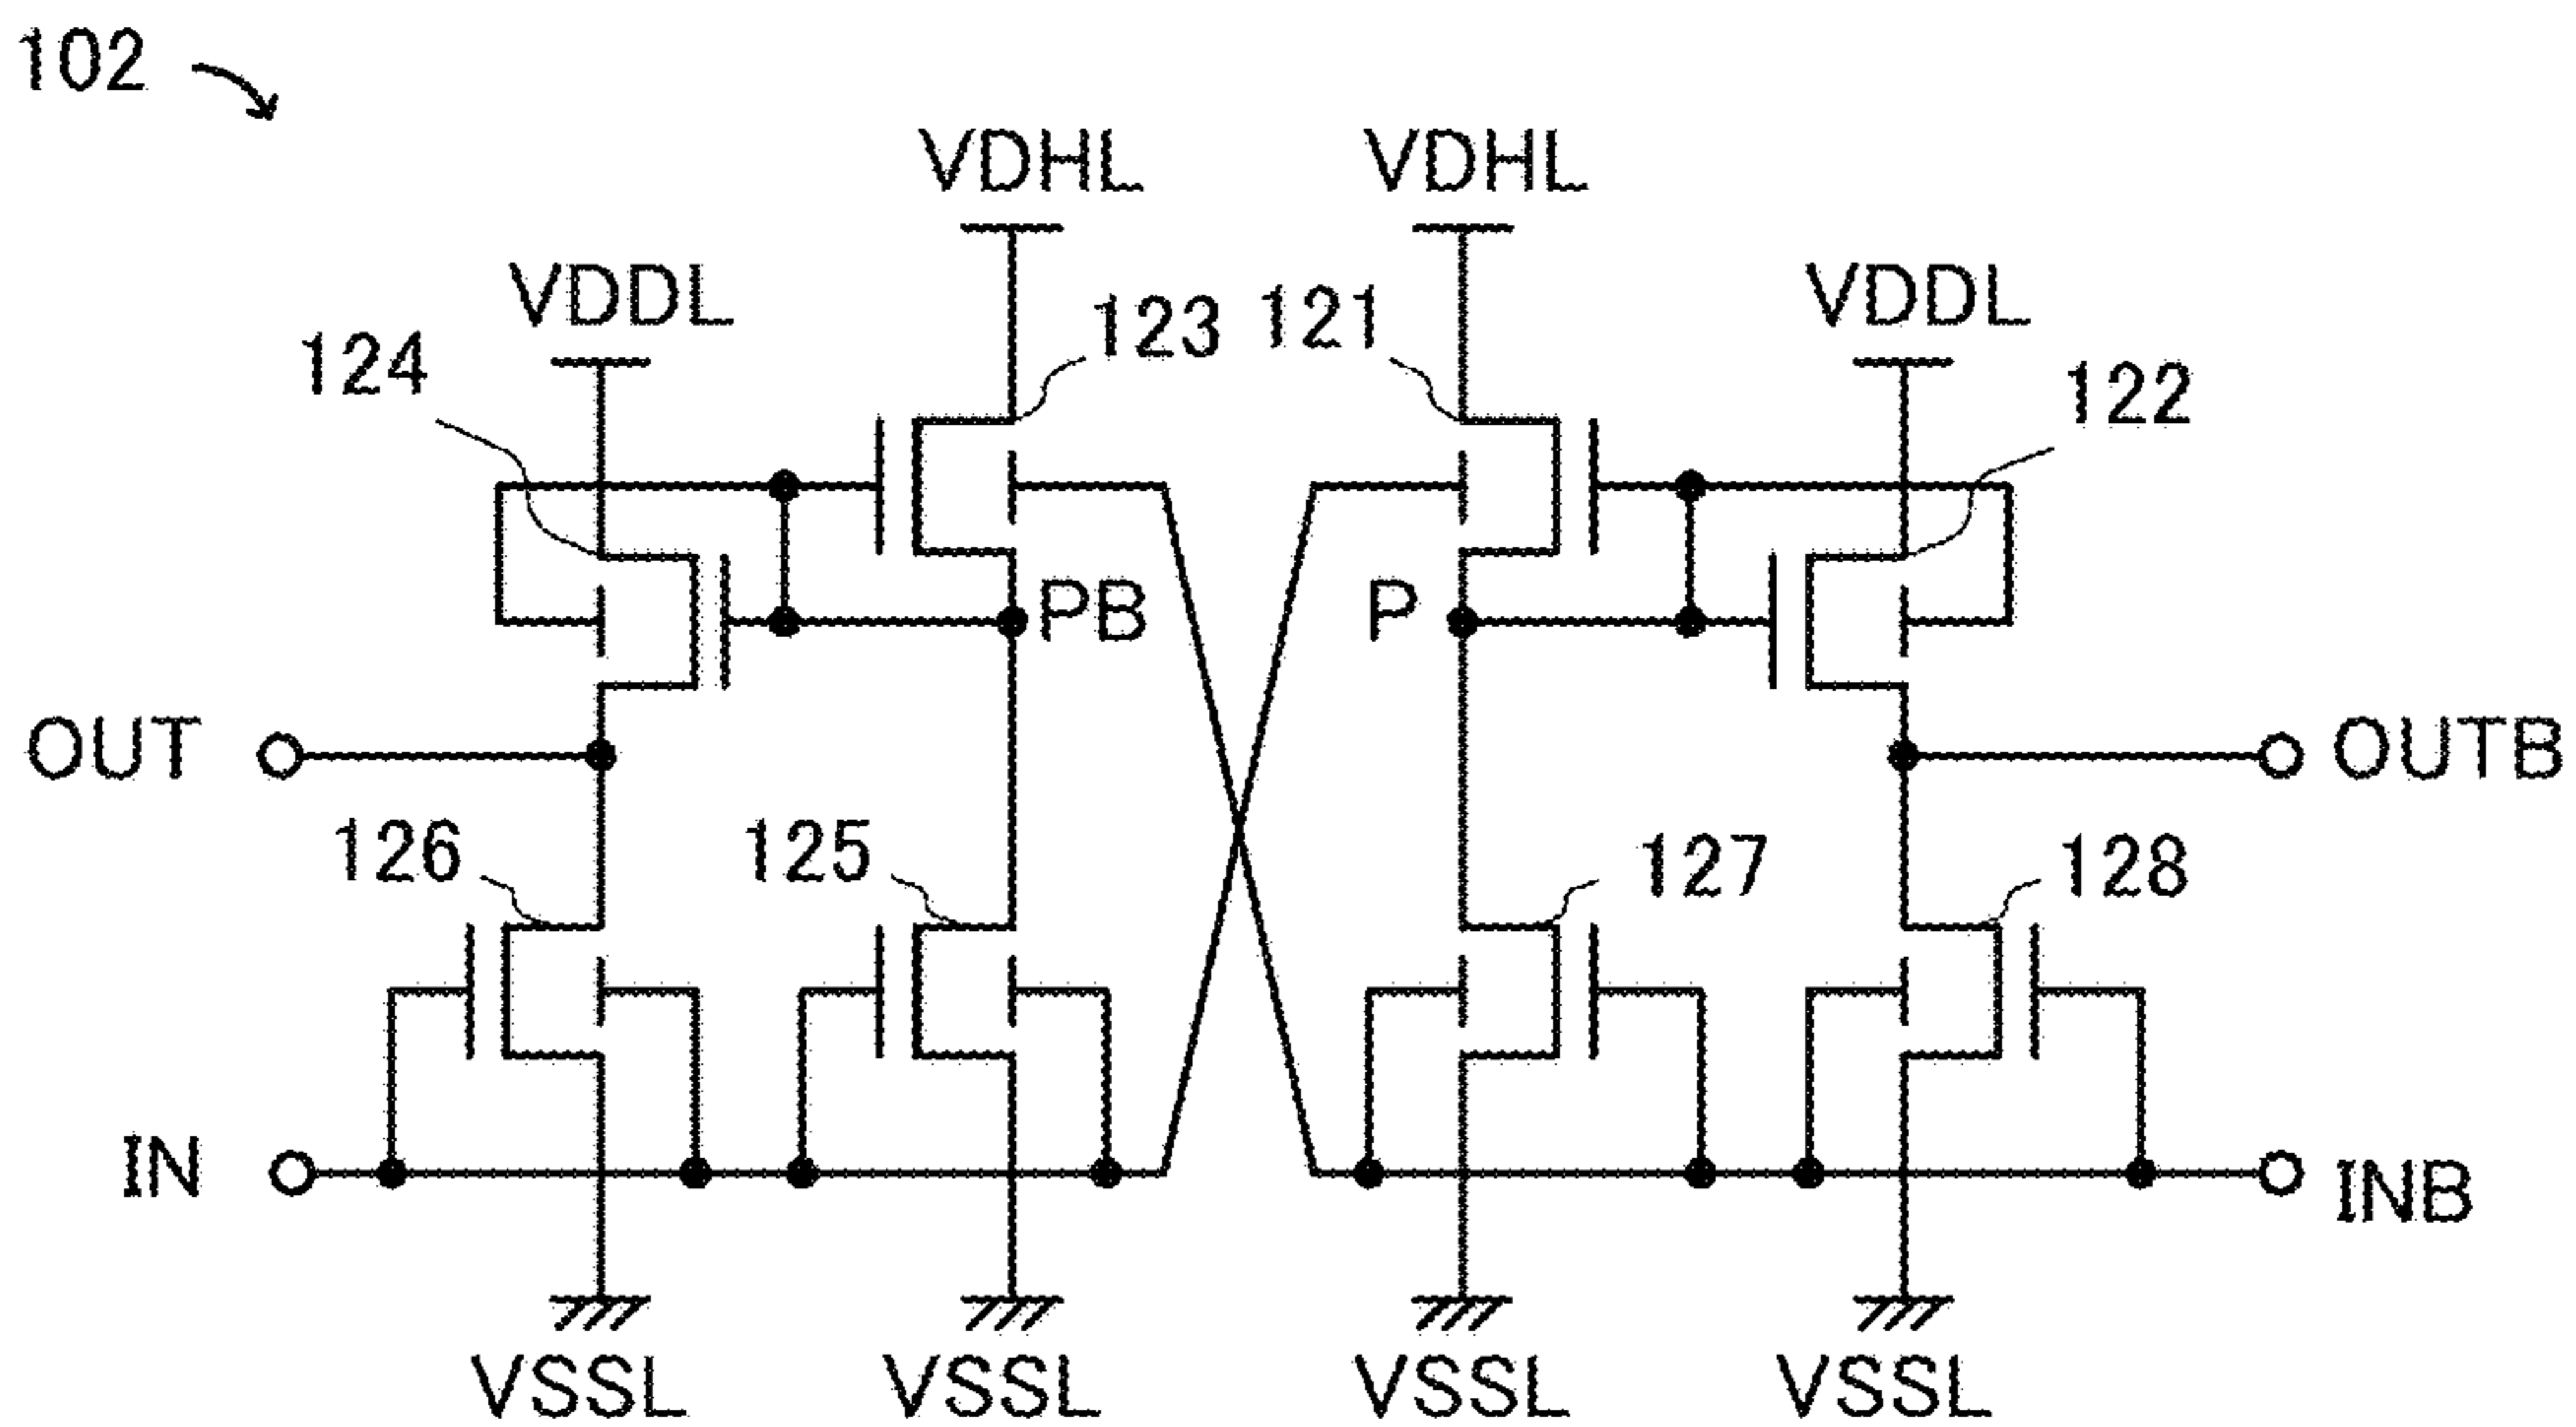 102
VDHL
VDHL
VDDL
VDDL
123
121
124
122
PB
P
OUT
OUTB
126
125
127
128
IN
INB
VSSL
VSSL
VSSL
VSSL